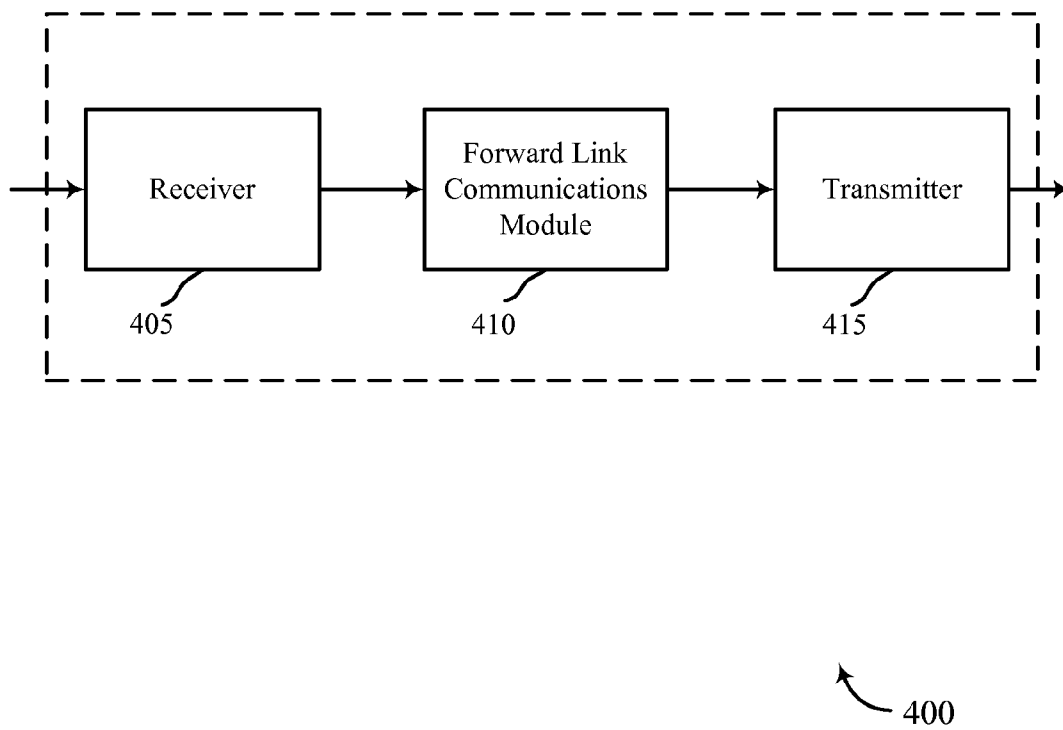 Receiver
Forward Link
Communications
Module
Transmitter
405
410
415
400